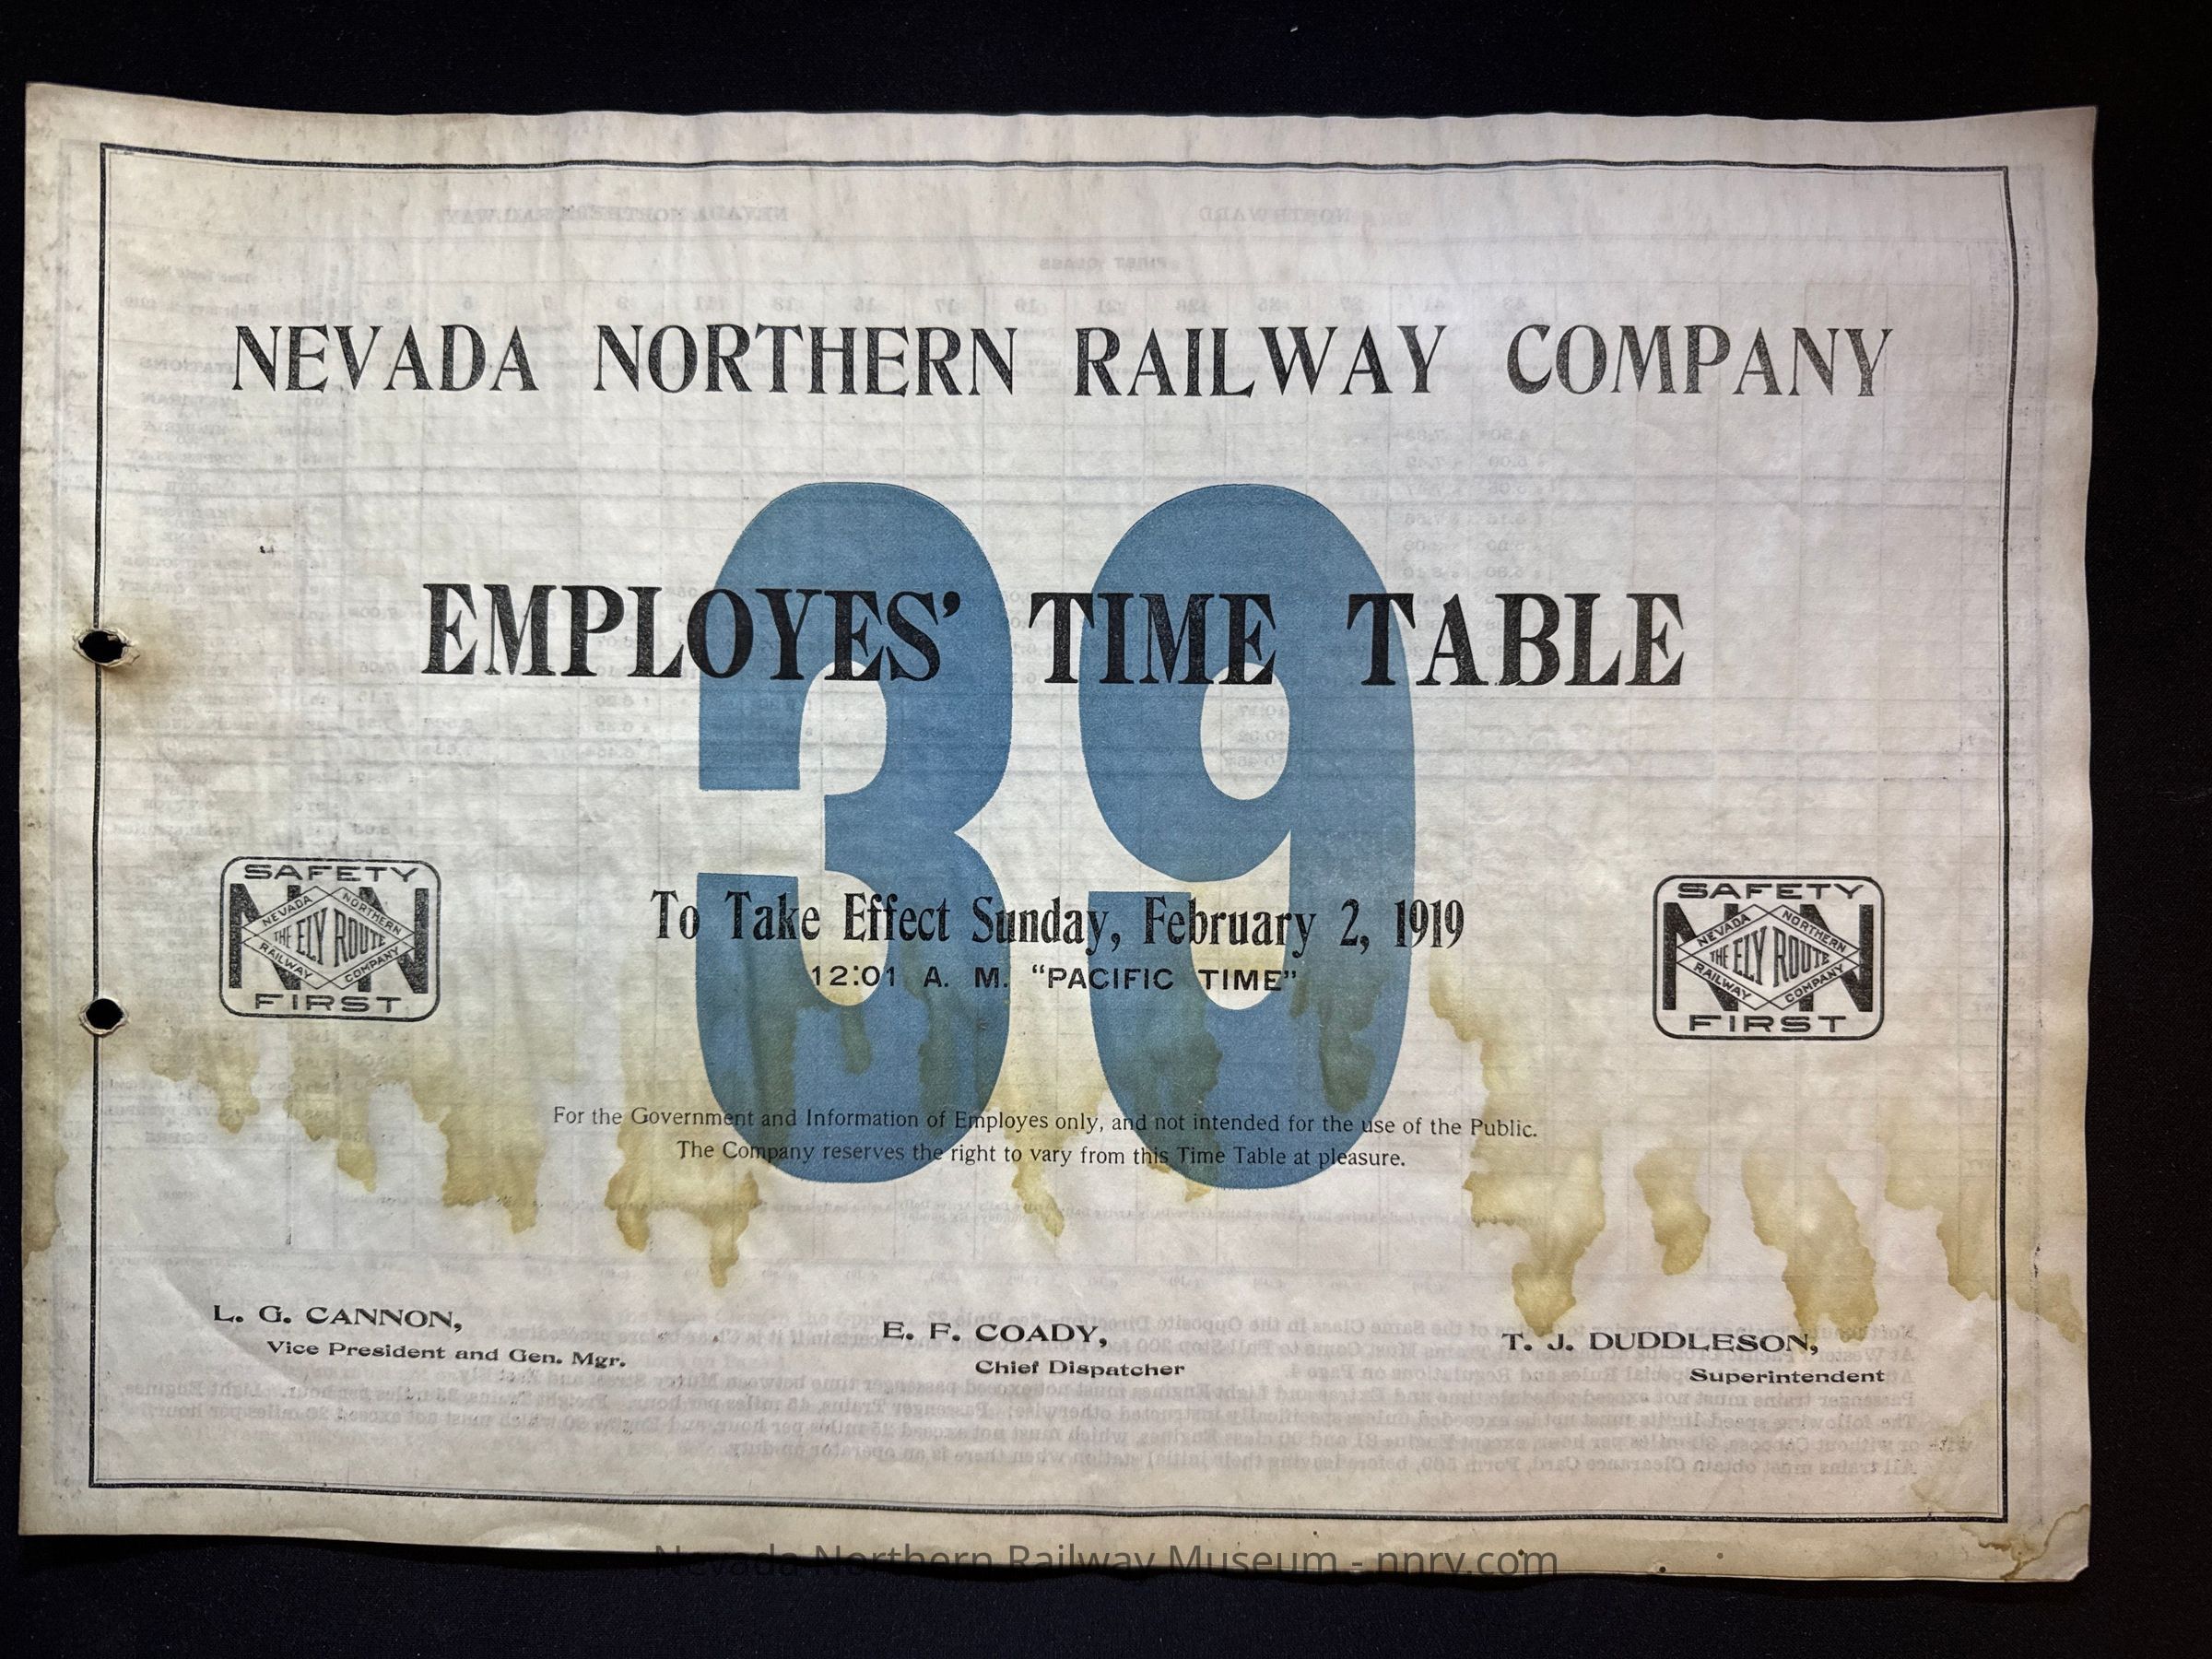 NEVADA NORTHERN RAILWAY COMPANY
39
EMPLOYES' TIME TABLE
To Take Effect Sunday, February 2, 1919
12:01 A. M. "PACIFIC TIME"
SAFETY
NN
NEVADA NORTHERN
THE ELY ROUTE
RAILWAY COMPANY
FIRST
SAFETY
NN
NEVADA NORTHERN
THE ELY ROUTE
RAILWAY COMPANY
FIRST
For the Government and Information of Employes only, and not intended for the use of the Public.
The Company reserves the right to vary from this Time Table at pleasure.
L. G. CANNON,
Vice President and Gen. Mgr.
E. F. COADY,
Chief Dispatcher
T. J. DUDDLESON,
Superintendent
Nevada Northern Railway Museum - nnry.com